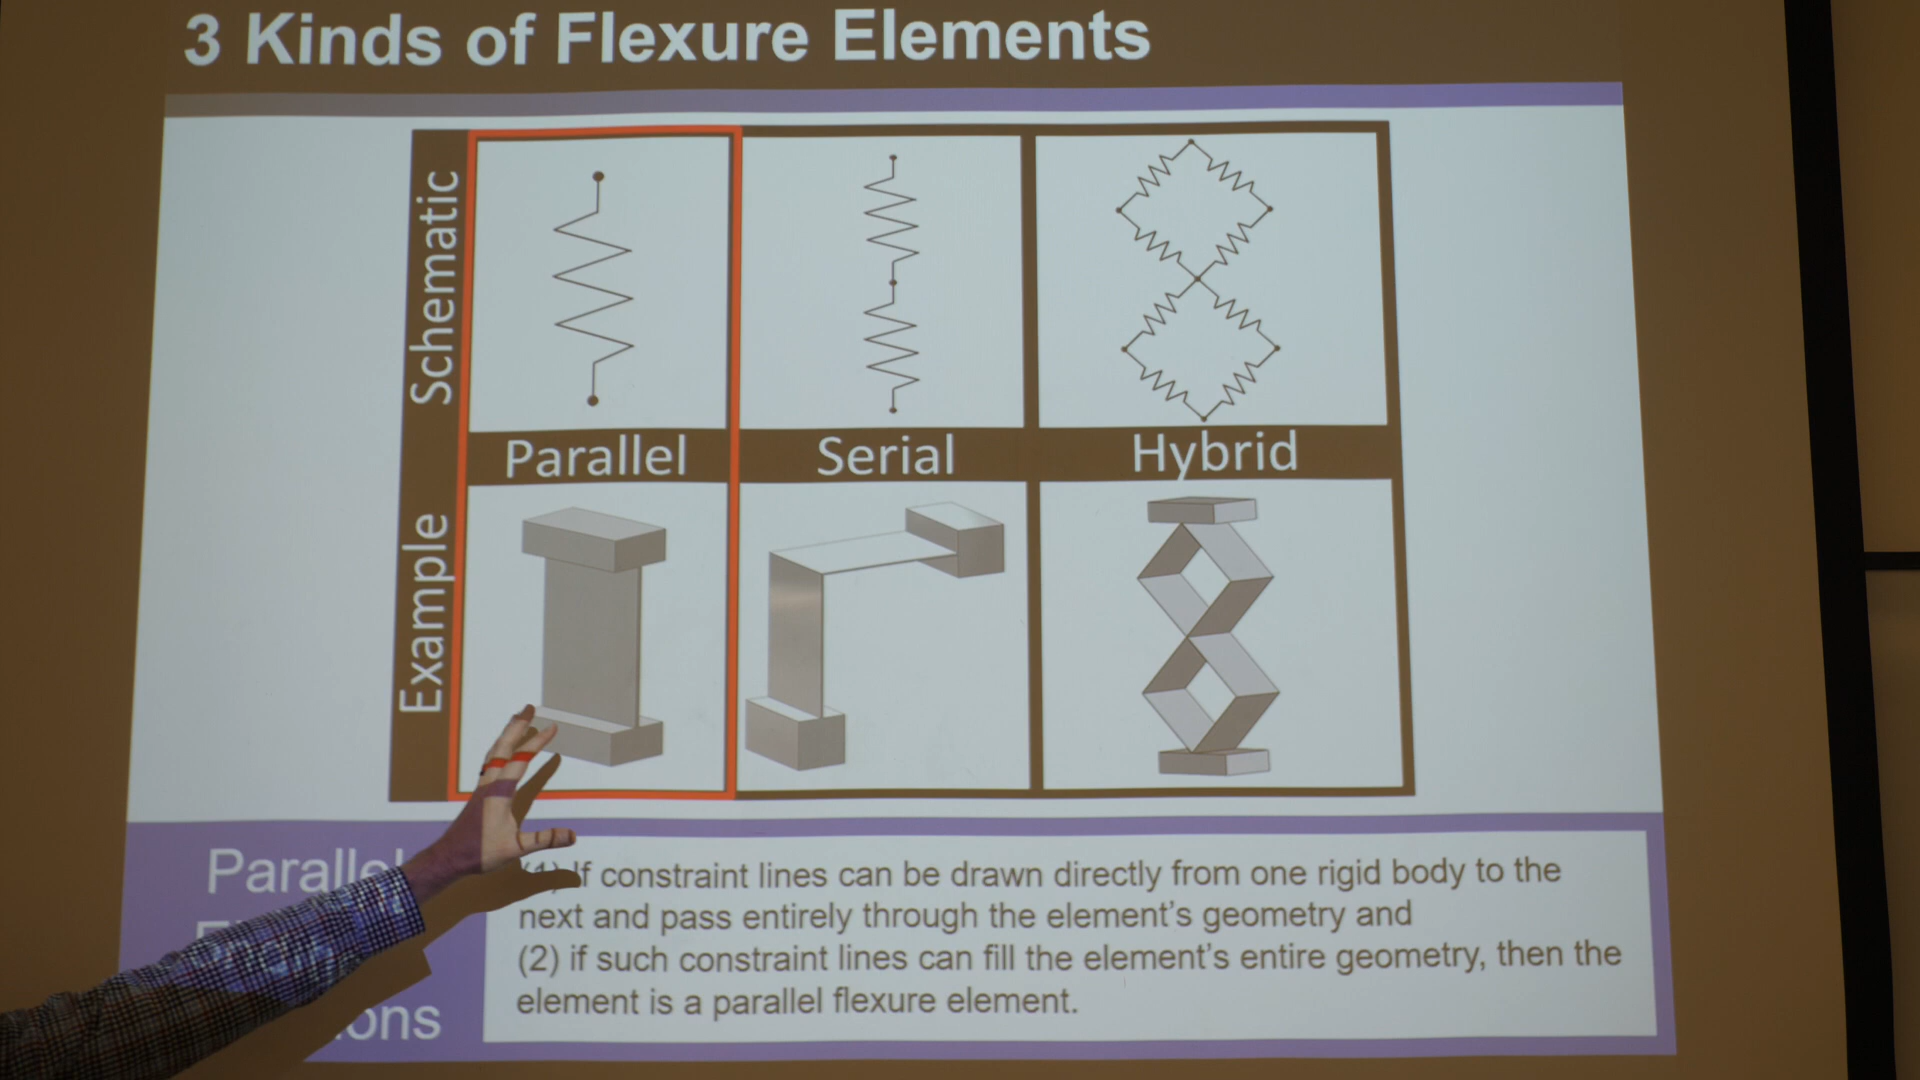 3 Kinds of Flexure Elements
Schematic
Parallel
Serial
Hybrid
Example
Parallel
(1) If constraint lines can be drawn directly from one rigid body to the
next and pass entirely through the element's geometry and
(2) if such constraint lines can fill the element's entire geometry, then the
element is a parallel flexure element.